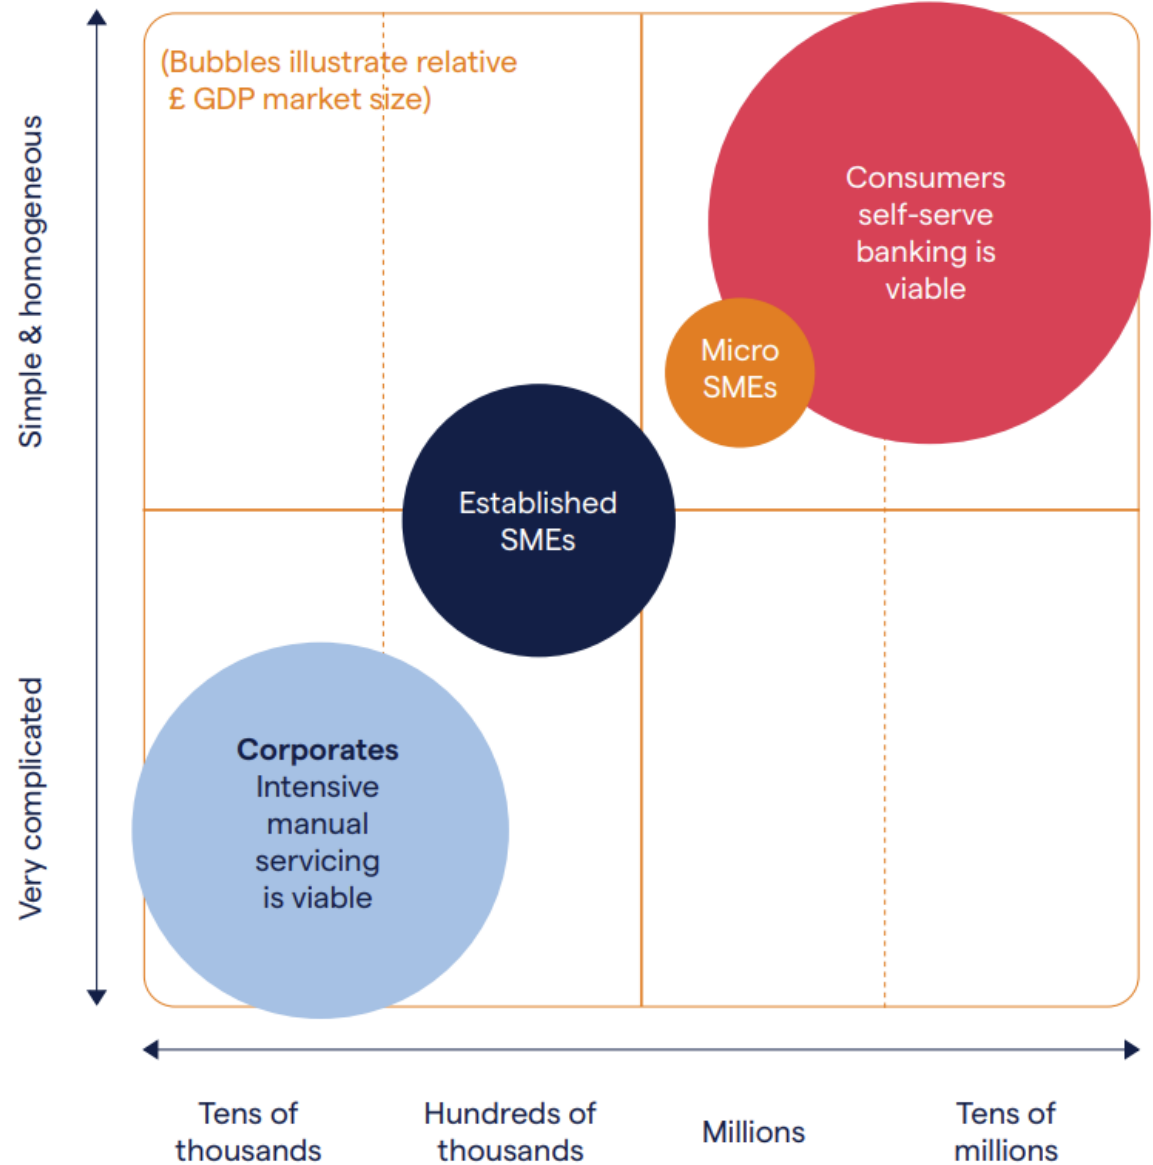 (Bubbles illustrate relative
£ GDP market size)
Simple & homogeneous
Very complicated
Consumers
self-serve
banking is
viable
Micro
SMEs
Established
SMEs
Corporates
Intensive
manual
servicing
is viable
Tens of
thousands
Hundreds of
thousands
Millions
Tens of
millions